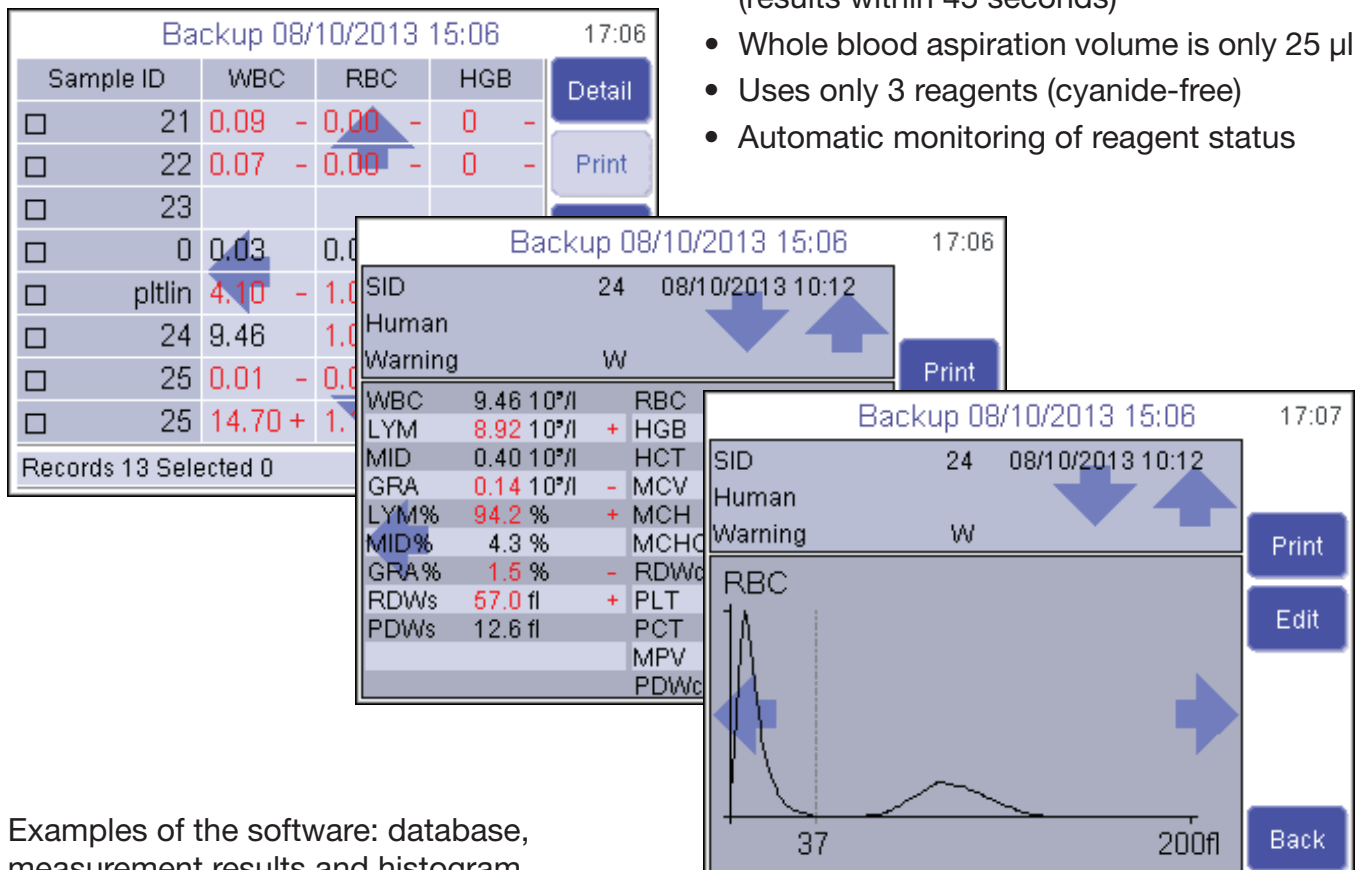 (results within 45 seconds)
• Whole blood aspiration volume is only 25 µl
• Uses only 3 reagents (cyanide-free)
• Automatic monitoring of reagent status
Backup 08/10/2013 15:06 17:06
Sample ID WBC RBC HGB
Detail
21 0.09 - 0.00 - 0 -
22 0.07 - 0.00 - 0 -
Print
23
0 0.03
pltlin 4.10 -
24 9.46
25 0.01 -
25 14.70 +
Records 13 Selected 0
Backup 08/10/2013 15:06 17:06
SID 24 08/10/2013 10:12
Human
Warning W
Print
WBC 9.46 10⁹/l RBC
LYM 8.92 10⁹/l + HGB
MID 0.40 10⁹/l HCT
GRA 0.14 10⁹/l - MCV
LYM% 94.2 % + MCH
MID% 4.3 % MCHC
GRA% 1.5 % - RDWc
RDWs 57.0 fl + PLT
PDWs 12.6 fl PCT
MPV
PDWc
Backup 08/10/2013 15:06 17:07
SID 24 08/10/2013 10:12
Human
Warning W
Print
Edit
RBC
37 200fl
Back
Examples of the software: database,
measurement results and histogram